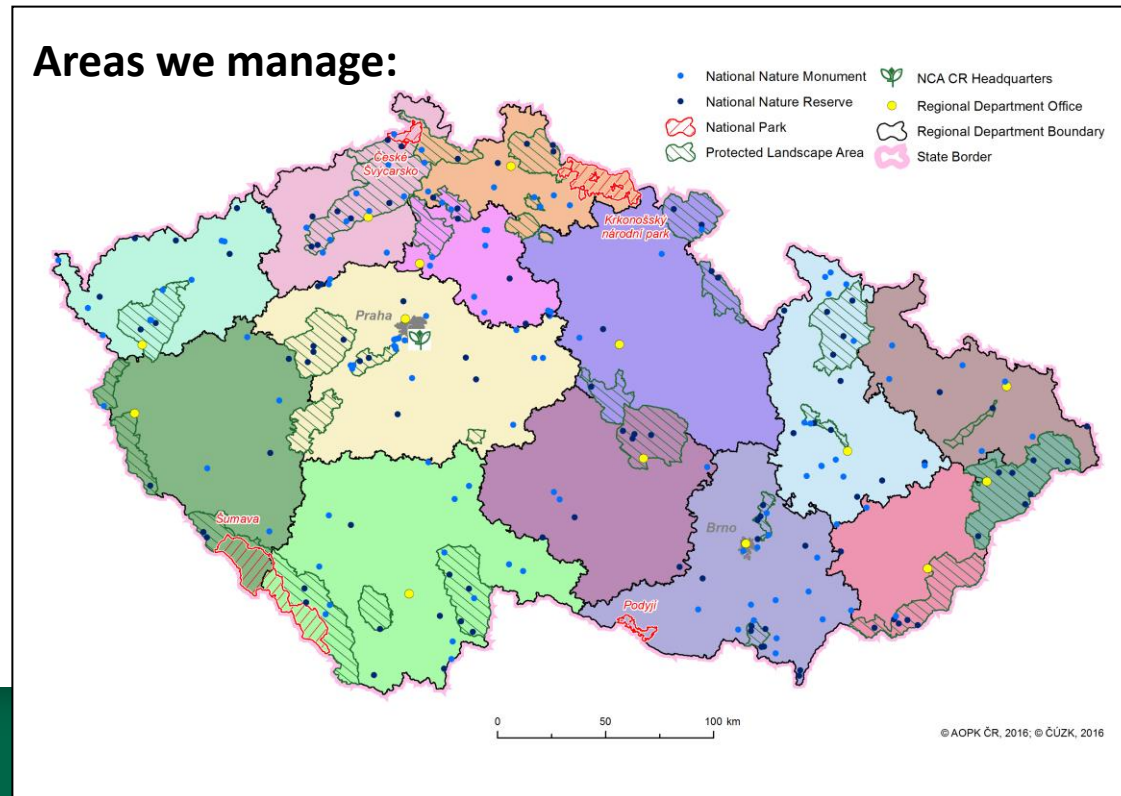 Areas we manage:
National Nature Monument
National Nature Reserve
National Park
Protected Landscape Area
NCA CR Headquarters
Regional Department Office
Regional Department Boundary
State Border
České
Švýcarsko
Krkonošský
národní park
Praha
Šumava
Brno
Podyjí
0 50 100 km
© AOPK ČR, 2016; © ČÚZK, 2016